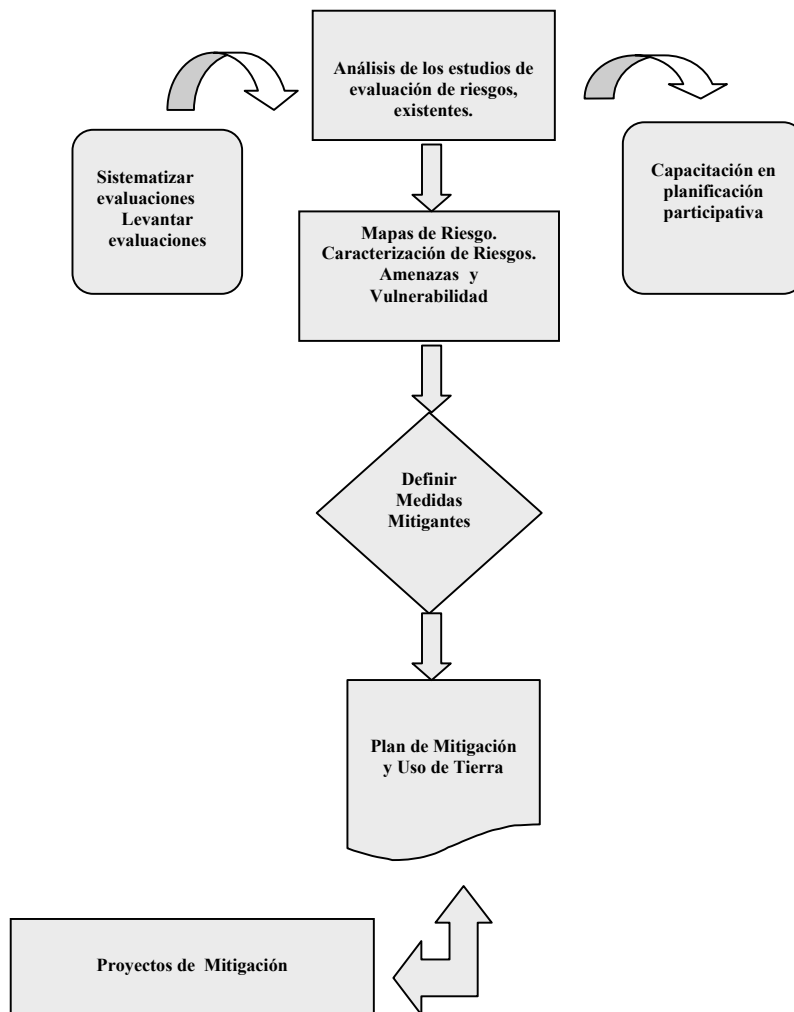 Análisis de los estudios de
evaluación de riesgos,
existentes.
Sistematizar
evaluaciones
Levantar
evaluaciones
Capacitación en
planificación
participativa
Mapas de Riesgo.
Caracterización de Riesgos.
Amenazas y
Vulnerabilidad
Definir
Medidas
Mitigantes
Plan de Mitigación
y Uso de Tierra
Proyectos de Mitigación